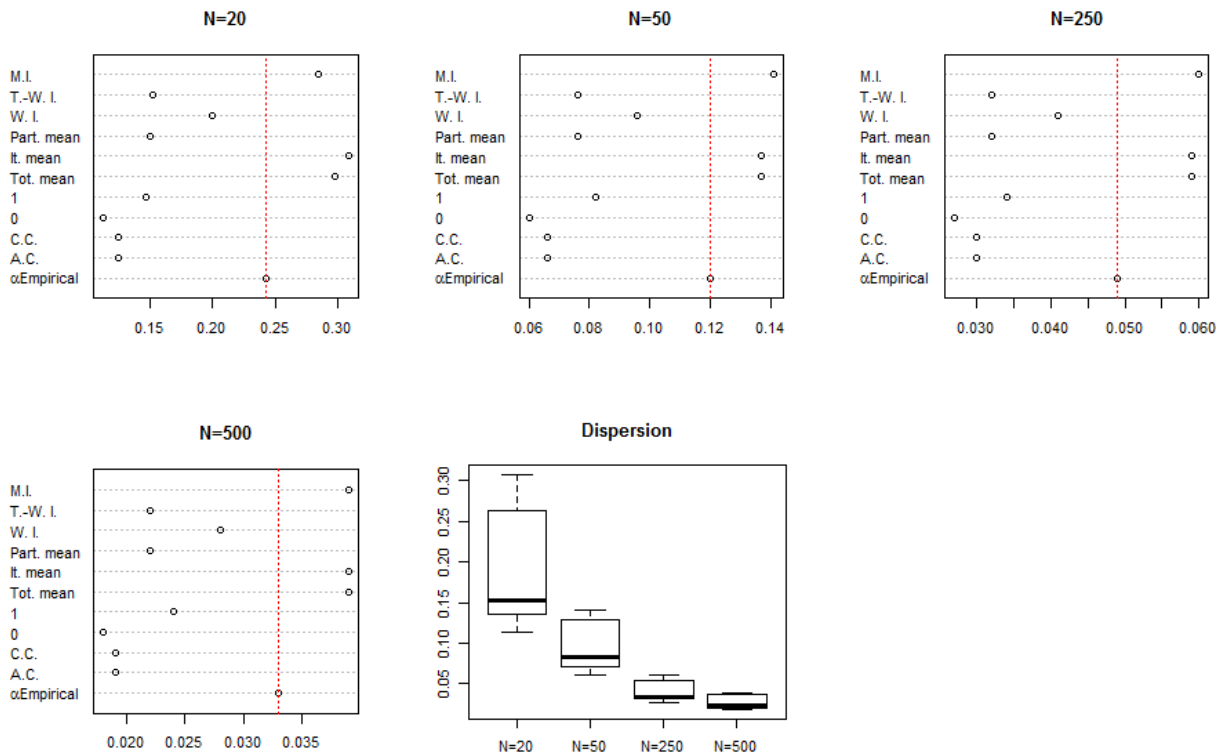 N=20
M.I.
T.-W. I.
W. I.
Part. mean
It. mean
Tot. mean
1
0
C.C.
A.C.
αEmpirical
0.15 0.20 0.25 0.30
N=50
M.I.
T.-W. I.
W. I.
Part. mean
It. mean
Tot. mean
1
0
C.C.
A.C.
αEmpirical
0.06 0.08 0.10 0.12 0.14
N=250
M.I.
T.-W. I.
W. I.
Part. mean
It. mean
Tot. mean
1
0
C.C.
A.C.
αEmpirical
0.030 0.040 0.050 0.060
N=500
M.I.
T.-W. I.
W. I.
Part. mean
It. mean
Tot. mean
1
0
C.C.
A.C.
αEmpirical
0.020 0.025 0.030 0.035
Dispersion
0.30
0.25
0.20
0.15
0.10
0.05
N=20 N=50 N=250 N=500